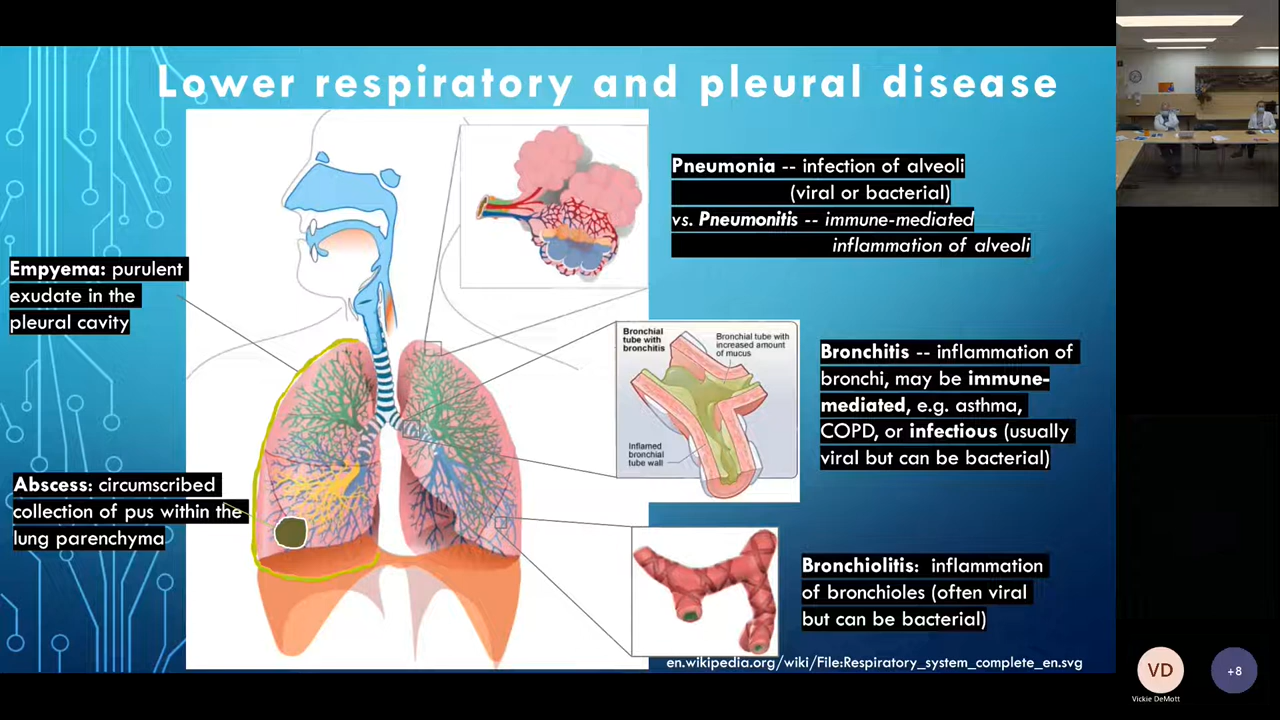 Lower respiratory and pleural disease
Pneumonia -- infection of alveoli
(viral or bacterial)
vs. Pneumonitis -- immune-mediated
inflammation of alveoli
Empyema: purulent
exudate in the
pleural cavity
Bronchial
tube with
bronchitis
Bronchial tube with
increased amount
of mucus
Inflamed
bronchial
tube wall
Bronchitis -- inflammation of
bronchi, may be immune-
mediated, e.g. asthma,
COPD, or infectious (usually
viral but can be bacterial)
Abscess: circumscribed
collection of pus within the
lung parenchyma
Bronchiolitis: inflammation
of bronchioles (often viral
but can be bacterial)
en.wikipedia.org/wiki/File:Respiratory_system_complete_en.svg
VD
Vickie DeMott
+8